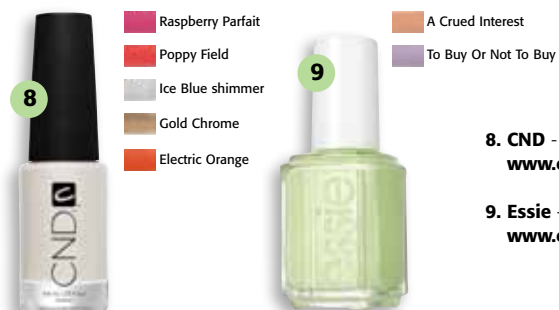 Raspberry Parfait
Poppy Field
Ice Blue shimmer
Gold Chrome
Electric Orange
8
CND
A Crued Interest
To Buy Or Not To Buy
9
essie
8. CND -
www.
9. Essie -
www.